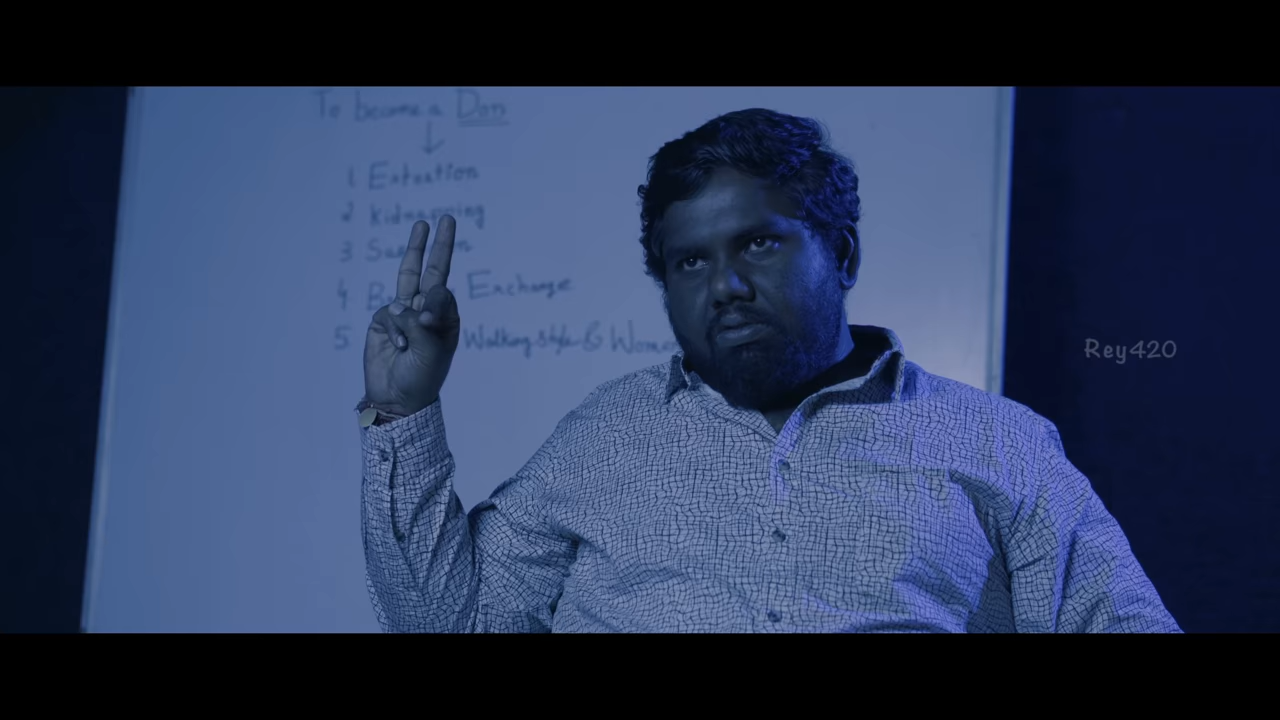 To become a Don
1 Extortion
2 kidnapping
3
4 Exchange
5 Walking style & Women
Rey420